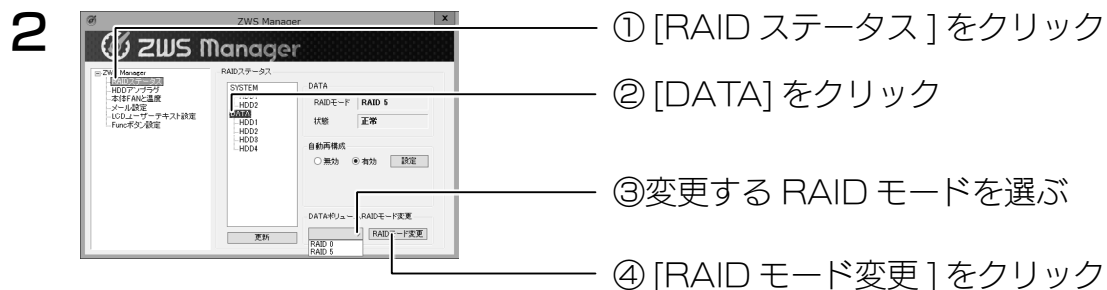 2
ZWS Manager
x
ZWS Manager
ZWS Manager
RAIDステータス
HDDアンプラグ
本体FANと温度
メール設定
LCDユーザーテキスト設定
Funcボタン設定
RAIDステータス
SYSTEM
HDD2
DATA
HDD1
HDD2
HDD3
HDD4
更新
DATA
RAIDモード RAID 5
状態 正常
自動再構成
無効 有効 設定
DATAボリューム RAIDモード変更
RAIDモード変更
RAID 0
RAID 5
① [RAID ステータス ] をクリック
② [DATA] をクリック
③変更する RAID モードを選ぶ
④ [RAID モード変更 ] をクリック